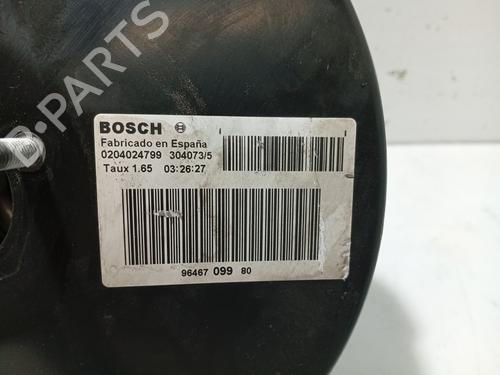 B-PARTS
BOSCH
Fabricado en España
0204024799 304073/5
Taux 1.65 03:26:27
96467 099 80